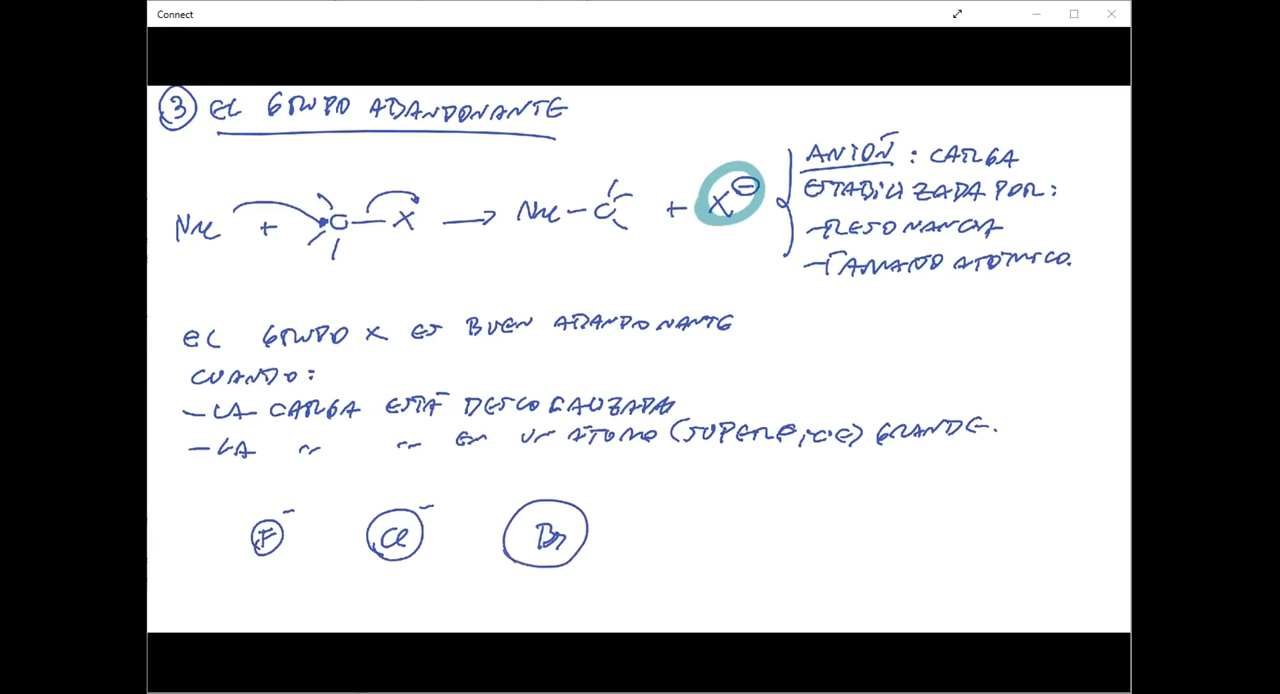 Connect
③ EL GRUPO ABANDONANTE
Nu + C — X → Nu – C + X⊖
ANIÓN : CARGA
ESTABILIZADA POR:
- RESONANCIA
- TAMAÑO ATÓMICO.
EL GRUPO X ES BUEN ABANDONANTE
CUANDO:
- LA CARGA ESTÁ DESLOCALIZADA
- LA " " EN UN ÁTOMO (SUPERFICIE) GRANDE.
F⁻ Cl⁻ Br